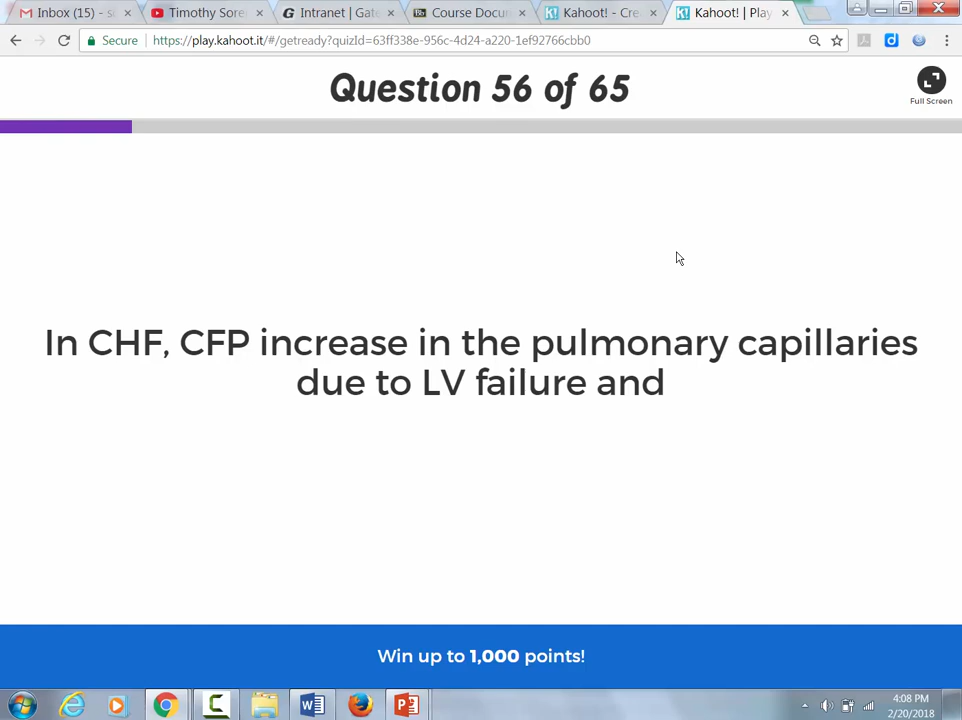 Inbox (15) - si
Timothy Sore
Intranet | Gate
Course Docu
Kahoot! - Cre
Kahoot! | Play
Secure
https://play.kahoot.it/#/getready?quizId=63ff338e-956c-4d24-a220-1ef92766cbb0
Question 56 of 65
Full Screen
In CHF, CFP increase in the pulmonary capillaries
due to LV failure and
Win up to 1,000 points!
4:08 PM
2/20/2018